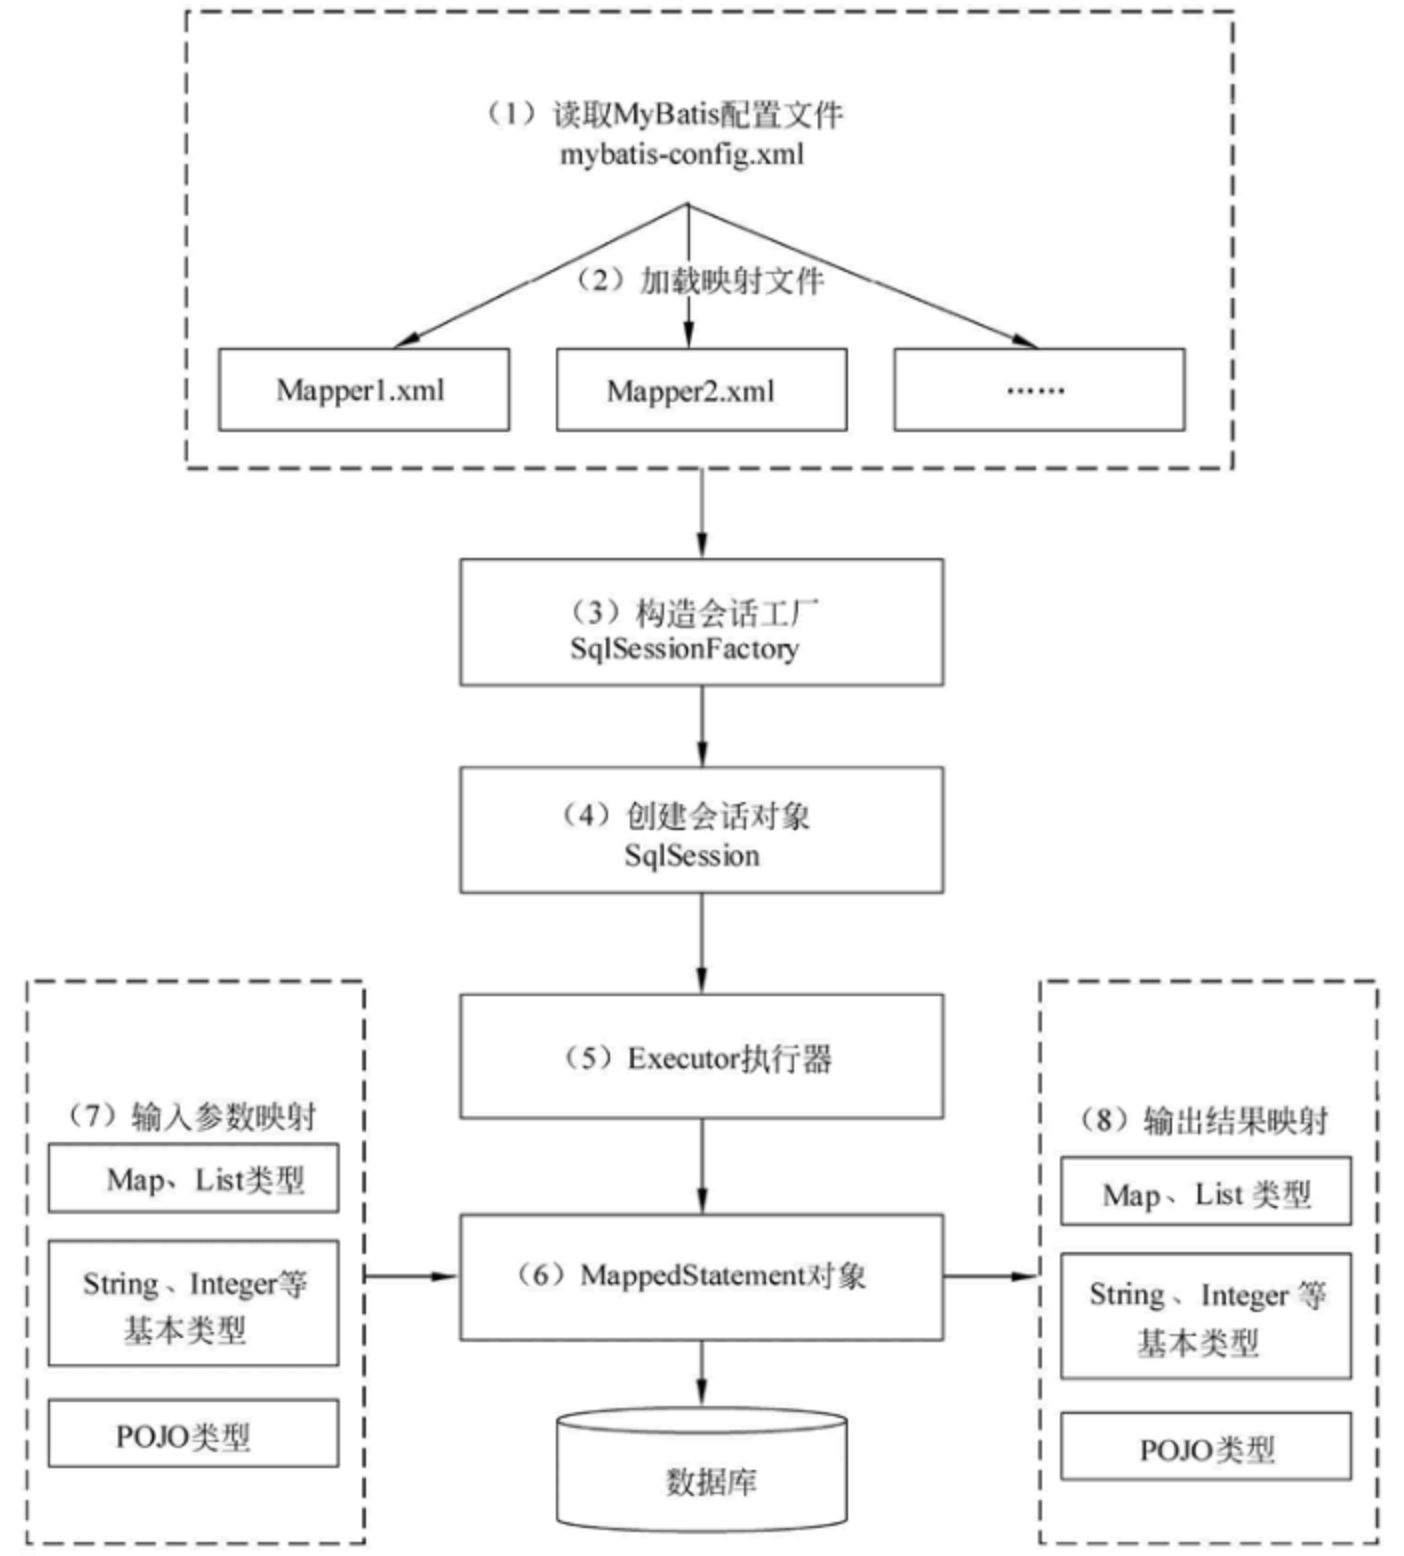 （1）读取MyBatis配置文件
mybatis-config.xml
（2）加载映射文件
Mapper1.xml
Mapper2.xml
……
（3）构造会话工厂
SqlSessionFactory
（4）创建会话对象
SqlSession
（5）Executor执行器
（7）输入参数映射
Map、List类型
String、Integer等
基本类型
POJO类型
（6）MappedStatement对象
（8）输出结果映射
Map、List 类型
String、Integer 等
基本类型
POJO类型
数据库